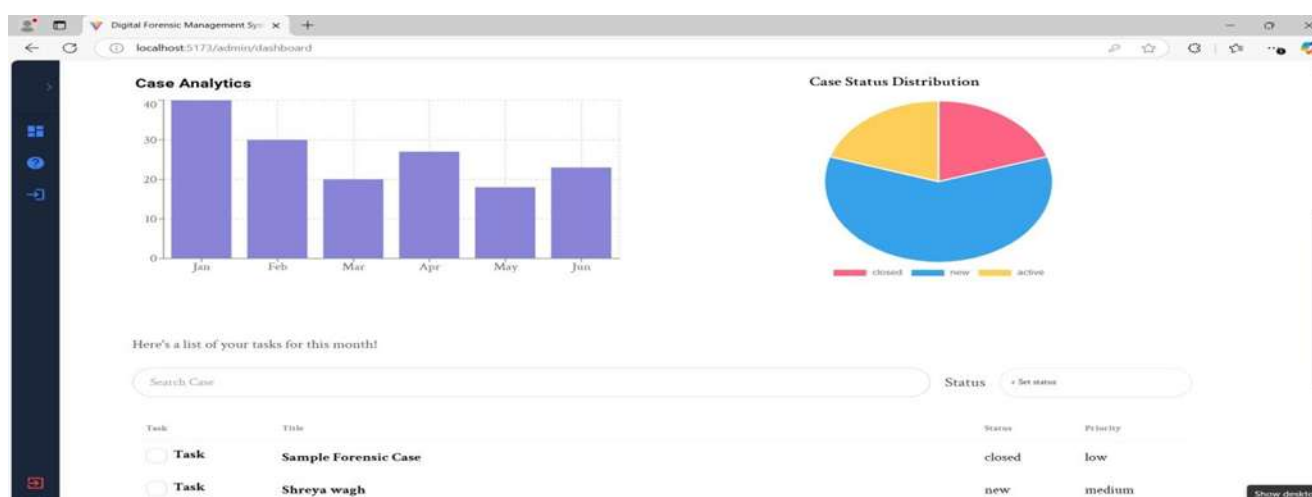 Digital Forensic Management Sys
localhost:5173/admin/dashboard
Case Analytics
Case Status Distribution
40
30
20
10
0
Jan Feb Mar Apr May Jun
closed new active
Here's a list of your tasks for this month!
Search Case
Status + Set status
Task Title Status Priority
Task Sample Forensic Case closed low
Task Shreya wagh new medium
Show deskto